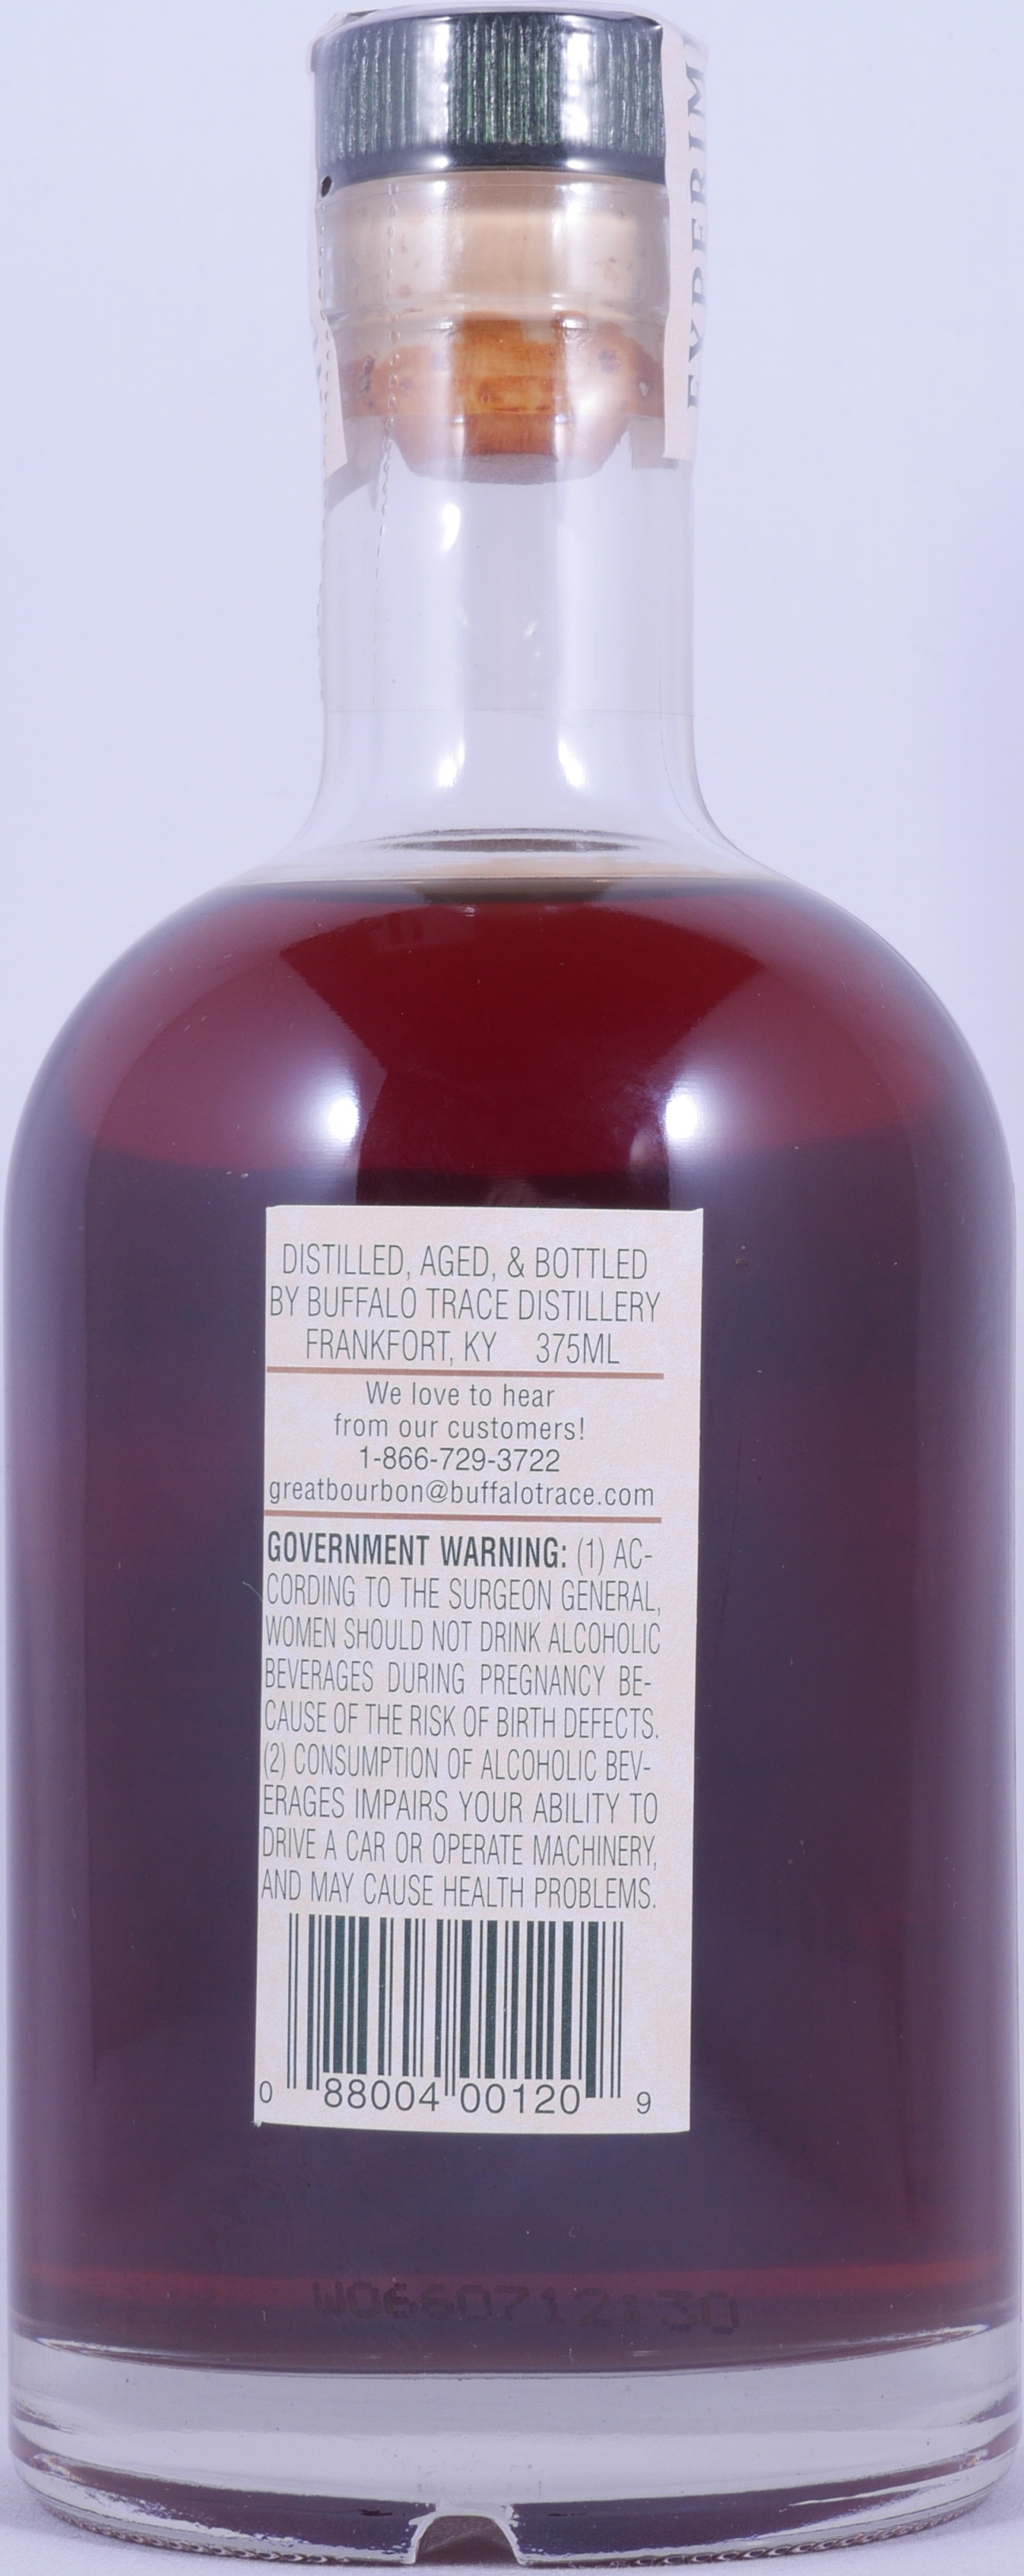 EXPERIM
DISTILLED, AGED, & BOTTLED
BY BUFFALO TRACE DISTILLERY
FRANKFORT, KY 375ML
We love to hear
from our customers!
1-866-729-3722
greatbourbon@buffalotrace.com
GOVERNMENT WARNING: (1) AC-
CORDING TO THE SURGEON GENERAL,
WOMEN SHOULD NOT DRINK ALCOHOLIC
BEVERAGES DURING PREGNANCY BE-
CAUSE OF THE RISK OF BIRTH DEFECTS.
(2) CONSUMPTION OF ALCOHOLIC BEV-
ERAGES IMPAIRS YOUR ABILITY TO
DRIVE A CAR OR OPERATE MACHINERY,
AND MAY CAUSE HEALTH PROBLEMS.
0 88004 00120 9
W0660712:30